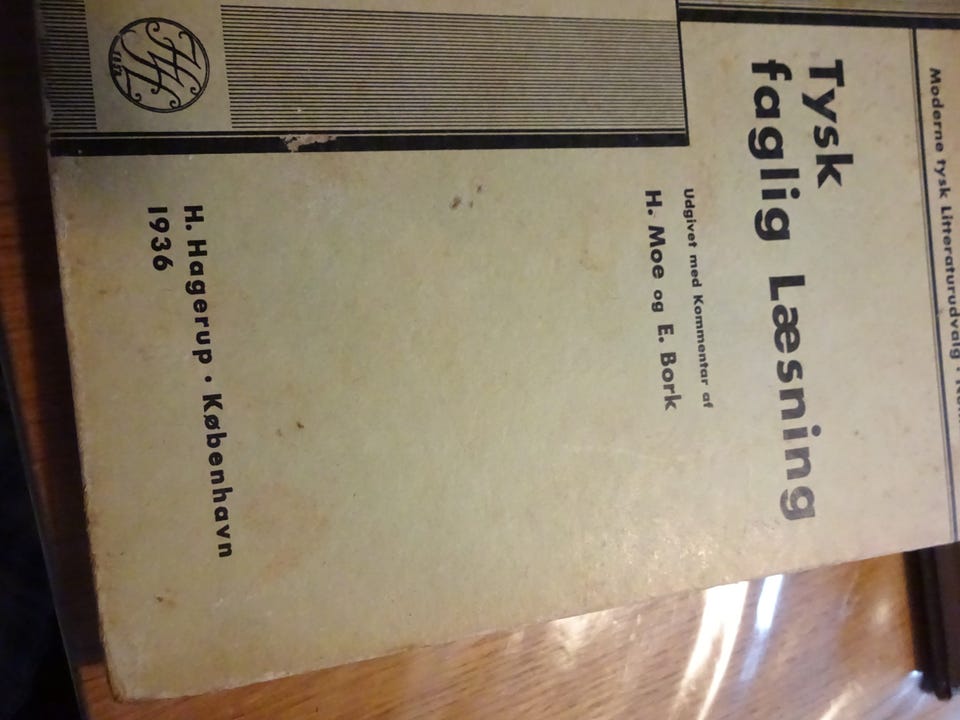 Moderne tysk Litteraturudvalg ·
Tysk
faglig Læsning
Udgivet med Kommentar af
H. Moe og E. Bork
H. Hagerup · København
1936